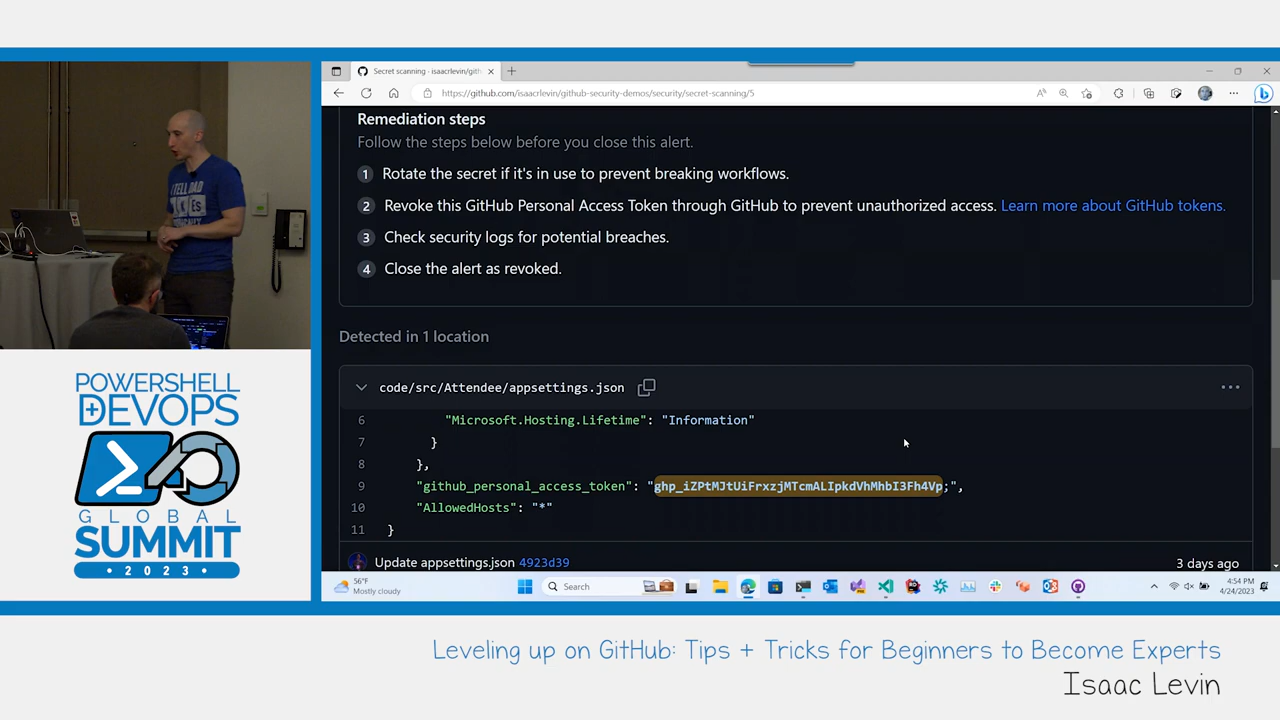 Secret scanning · isaacrlevin/gith
https://github.com/isaacrlevin/github-security-demos/security/secret-scanning/5
Remediation steps
Follow the steps below before you close this alert.
1 Rotate the secret if it's in use to prevent breaking workflows.
2 Revoke this GitHub Personal Access Token through GitHub to prevent unauthorized access. Learn more about GitHub tokens.
3 Check security logs for potential breaches.
4 Close the alert as revoked.
Detected in 1 location
code/src/Attendee/appsettings.json
6 "Microsoft.Hosting.Lifetime": "Information"
7 }
8 },
9 "github_personal_access_token": "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;",
10 "AllowedHosts": "*"
11 }
Update appsettings.json 4923d39
3 days ago
56°F
Mostly cloudy
Search
4:54 PM
4/24/2023
I TELL DAD
POWERSHELL
+DEVOPS
GLOBAL
SUMMIT
• 2023 •
Leveling up on GitHub: Tips + Tricks for Beginners to Become Experts
Isaac Levin